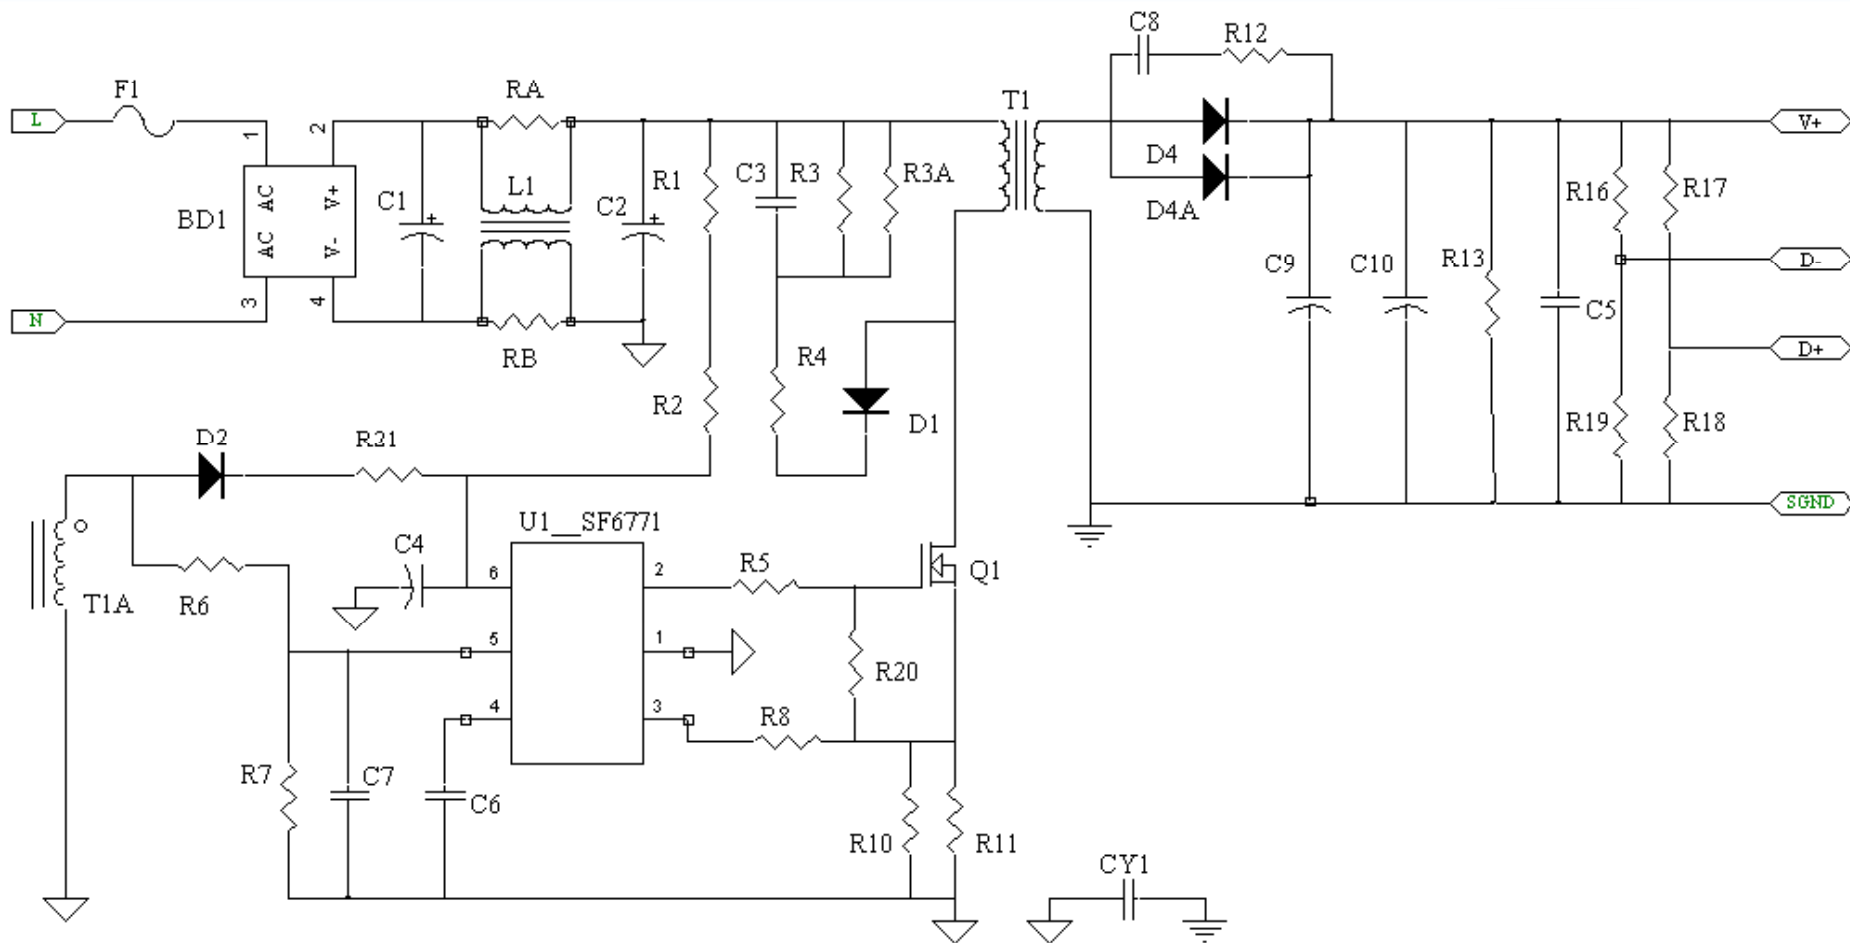 C8
R12
F1
RA
T1
L
V+
1
2
D4
AC
AC
V+
V-
BD1
C1
L1
C2
R1
C3
R3
R3A
D4A
R16
R17
3
4
C9
C10
R13
D-
C5
N
RB
R4
D+
R2
D1
R19
R18
D2
R21
SGND
U1__SF6771
C4
6
2
R5
Q1
R6
T1A
5
1
R20
4
3
R8
R7
C7
C6
R10
R11
CY1